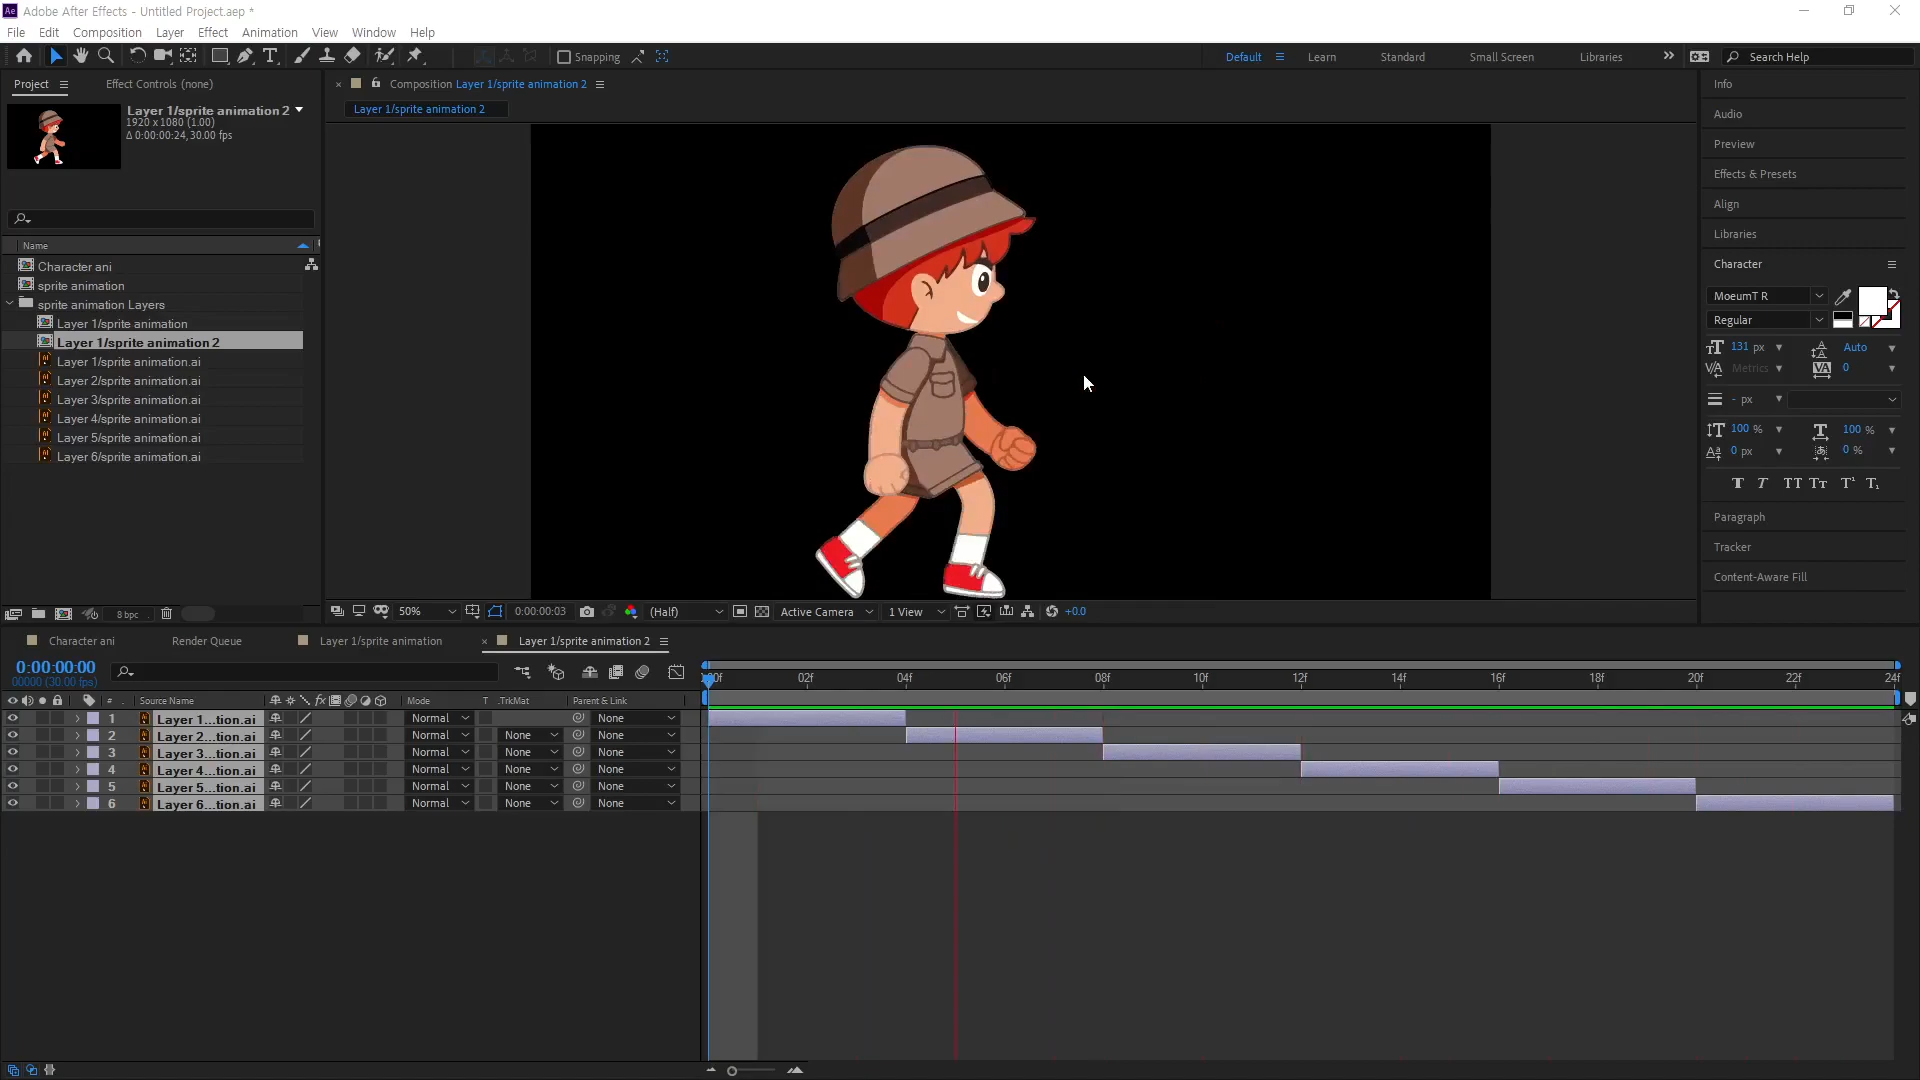 Ae Adobe After Effects - Untitled Project.aep *
File Edit Composition Layer Effect Animation View Window Help
Snapping Default Learn Standard Small Screen Libraries Search Help
Project Effect Controls (none)
Layer 1/sprite animation 2
1920 x 1080 (1.00)
Δ 0:00:00:24, 30.00 fps
Name
Character ani
sprite animation
sprite animation Layers
Layer 1/sprite animation
Layer 1/sprite animation 2
Layer 1/sprite animation.ai
Layer 2/sprite animation.ai
Layer 3/sprite animation.ai
Layer 4/sprite animation.ai
Layer 5/sprite animation.ai
Layer 6/sprite animation.ai
8 bpc
Composition Layer 1/sprite animation 2
Layer 1/sprite animation 2
50% 0:00:00:03 (Half) Active Camera 1 View +0.0
Info
Audio
Preview
Effects & Presets
Align
Libraries
Character
MoeumT R
Regular
131 px Auto
Metrics 0
- px
100 % 100 %
0 px 0 %
T T TT Tt T¹ T₁
Paragraph
Tracker
Content-Aware Fill
Character ani Render Queue Layer 1/sprite animation Layer 1/sprite animation 2
0:00:00:00
00000 (30.00 fps)
:00f 02f 04f 06f 08f 10f 12f 14f 16f 18f 20f 22f 24f
# Source Name fx Mode T .TrkMat Parent & Link
1 Layer 1...tion.ai Normal None
2 Layer 2...tion.ai Normal None None
3 Layer 3...tion.ai Normal None None
4 Layer 4...tion.ai Normal None None
5 Layer 5...tion.ai Normal None None
6 Layer 6...tion.ai Normal None None